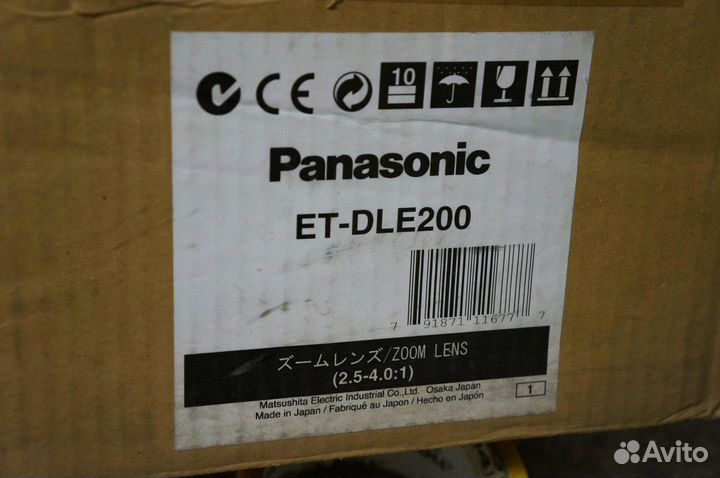 10
Panasonic
ET-DLE200
7 91871 11677 7
ズームレンズ/ZOOM LENS
(2.5-4.0:1)
Matsushita Electric Industrial Co.,Ltd. Osaka Japan
Made in Japan / Fabriqué au Japon / Hecho en Japón
1
Avito